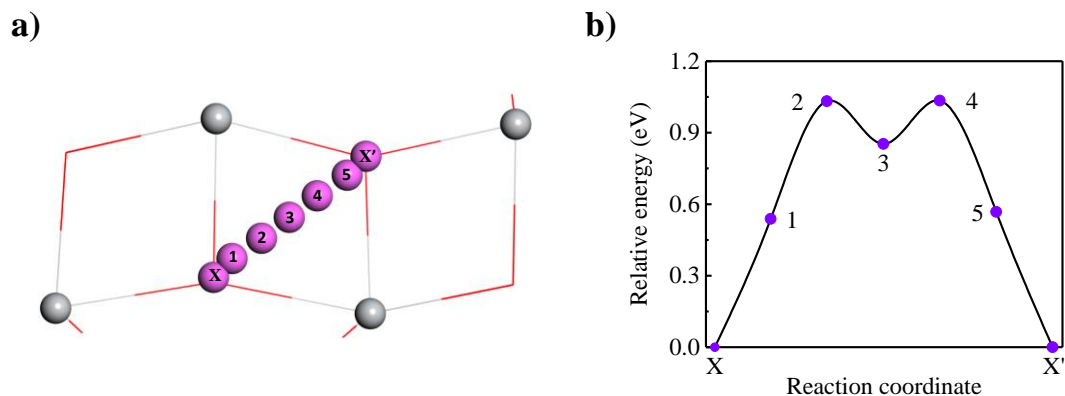 a)
X
1
2
3
4
5
X'
b)
Relative energy (eV)
1.2
0.9
0.6
0.3
0.0
1
2
3
4
5
X
X'
Reaction coordinate